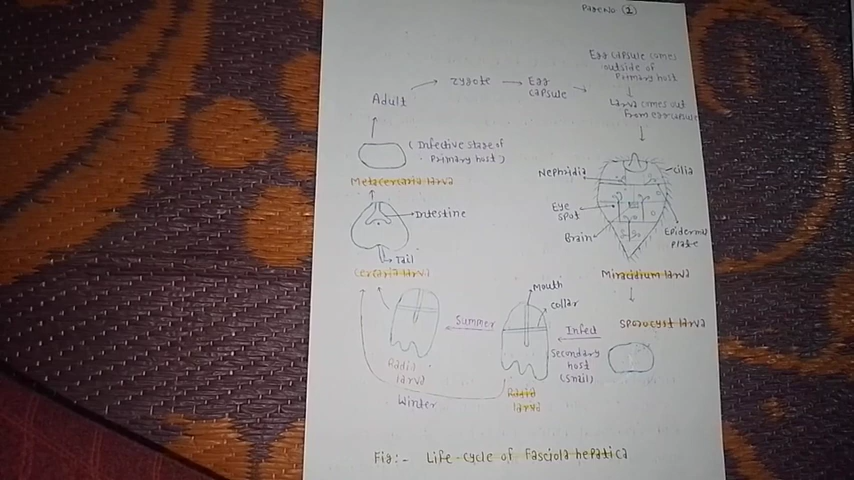 Page No (2)
Egg capsule comes
outside of
Primary host
zygote
Egg
capsule
Adult
Larva comes out
From egg capsule
(Infective stage of
Primary host)
Nephridia
cilia
Metacercaria larva
Intestine
Eye
spot
Brain
Epidermal
plate
Tail
Cercaria larva
Miracidium larva
Mouth
collar
Summer
Infed
Sporocyst larva
Secondary
host
(Snail)
Radia
larva
Radia
larva
Winter
Fig:- Life-cycle of Fasciola hepatica